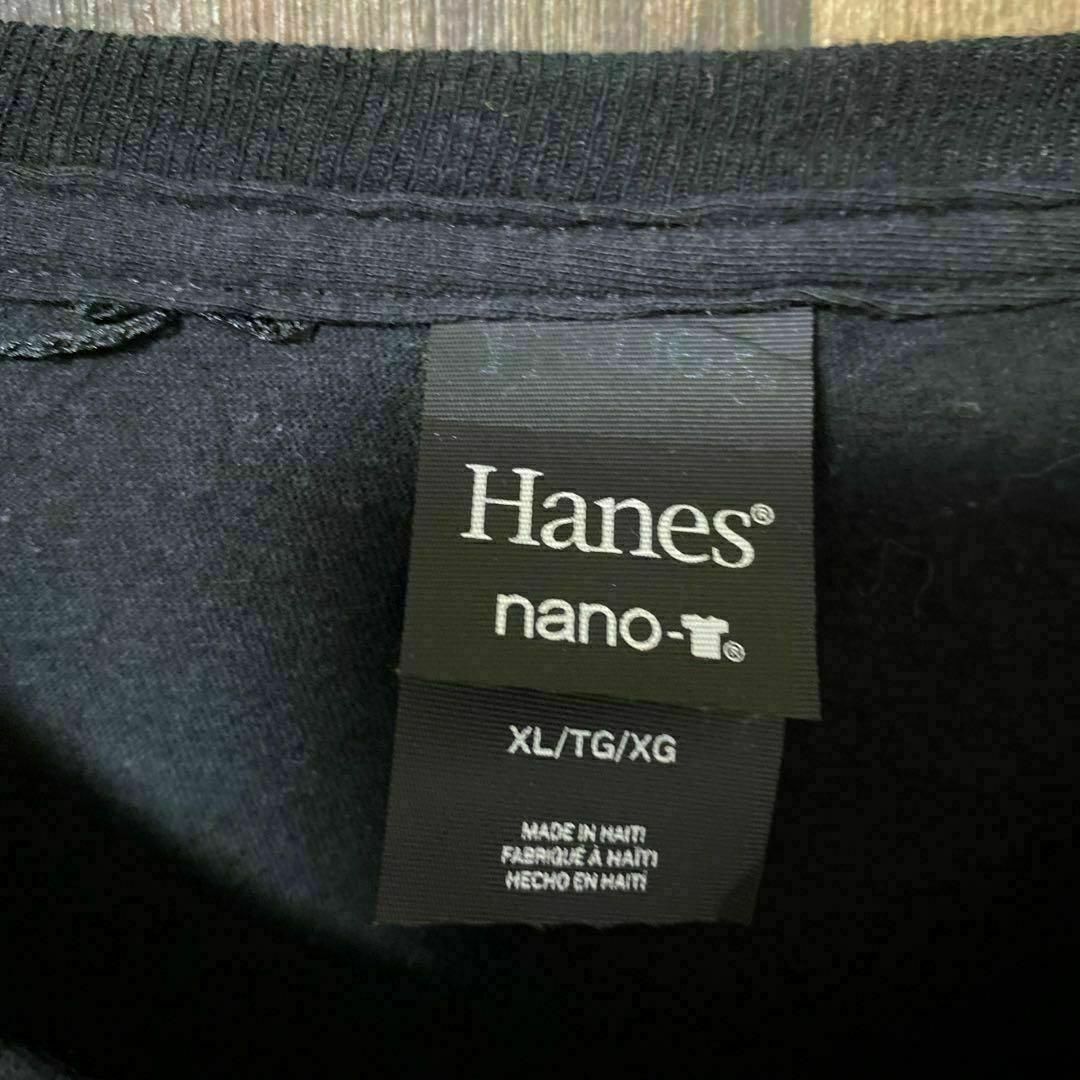 Hanes®
nano-®
XL/TG/XG
MADE IN HAITI
FABRIQUÉ À HAÏTI
HECHO EN HAITÍ